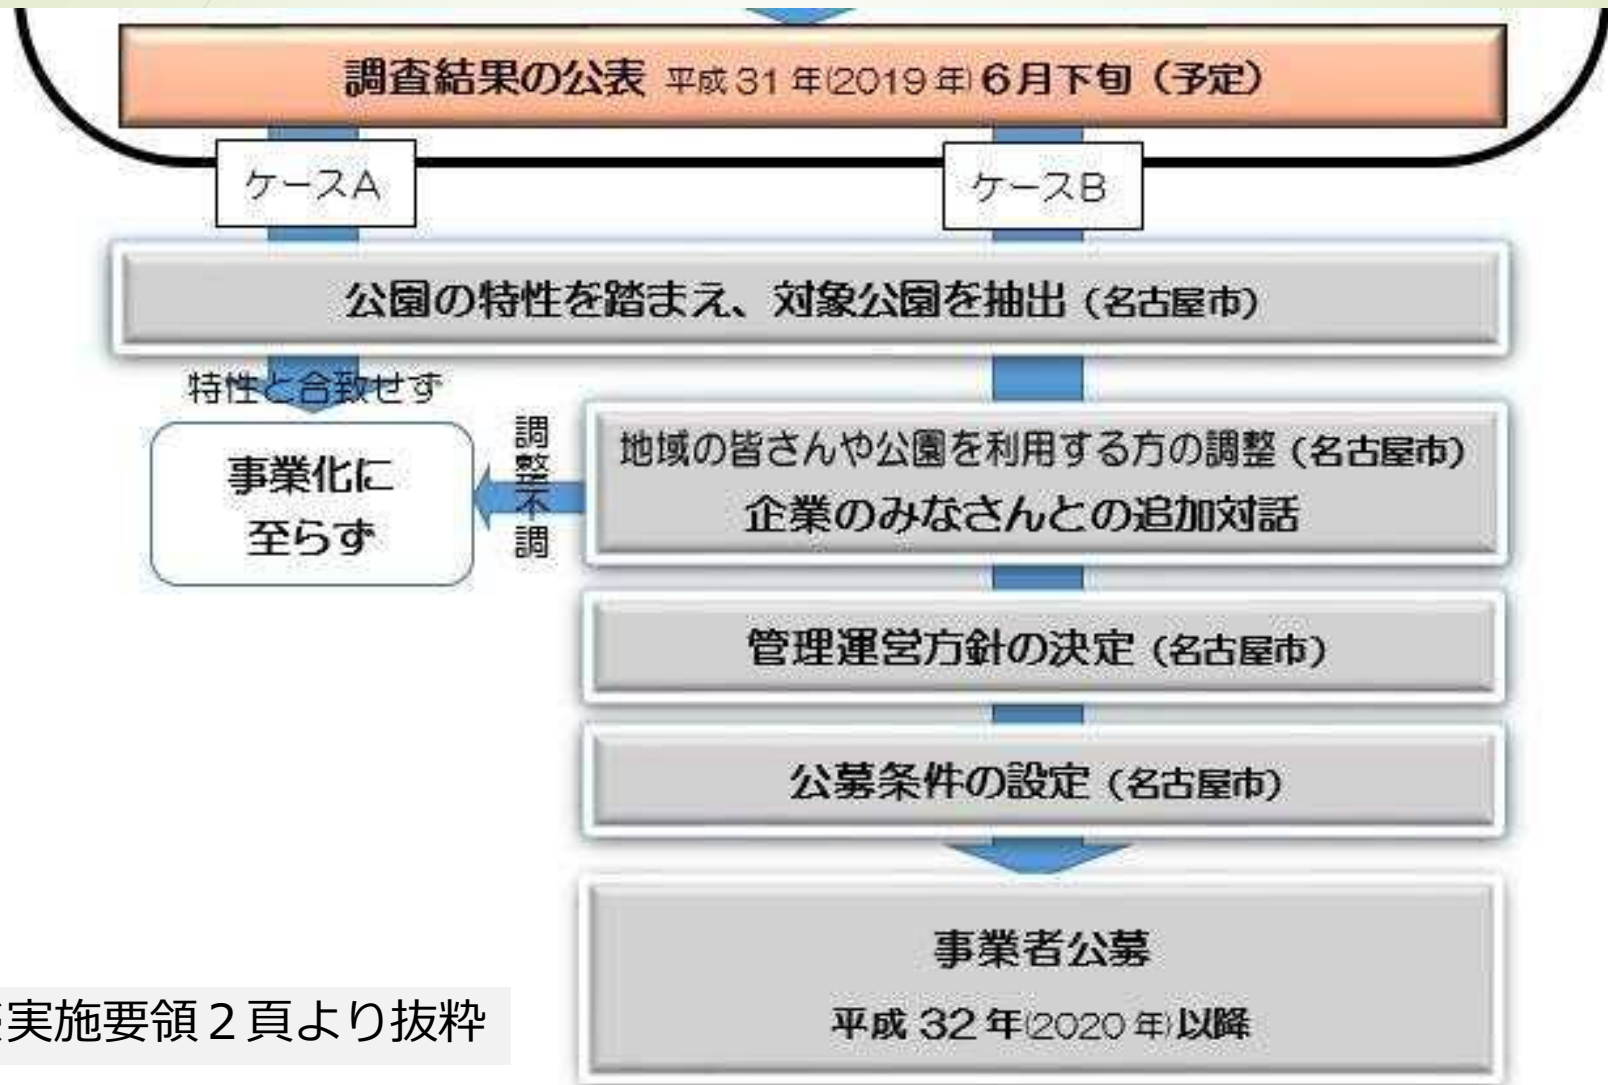 調査結果の公表 平成31年(2019年)6月下旬(予定)
ケースA
ケースB
公園の特性を踏まえ、対象公園を抽出(名古屋市)
特性と合致せず
事業化に
至らず
調整不調
地域の皆さんや公園を利用する方の調整(名古屋市)
企業のみなさんとの追加対話
管理運営方針の決定(名古屋市)
公募条件の設定(名古屋市)
事業者公募
平成32年(2020年)以降
実施要領2頁より抜粋